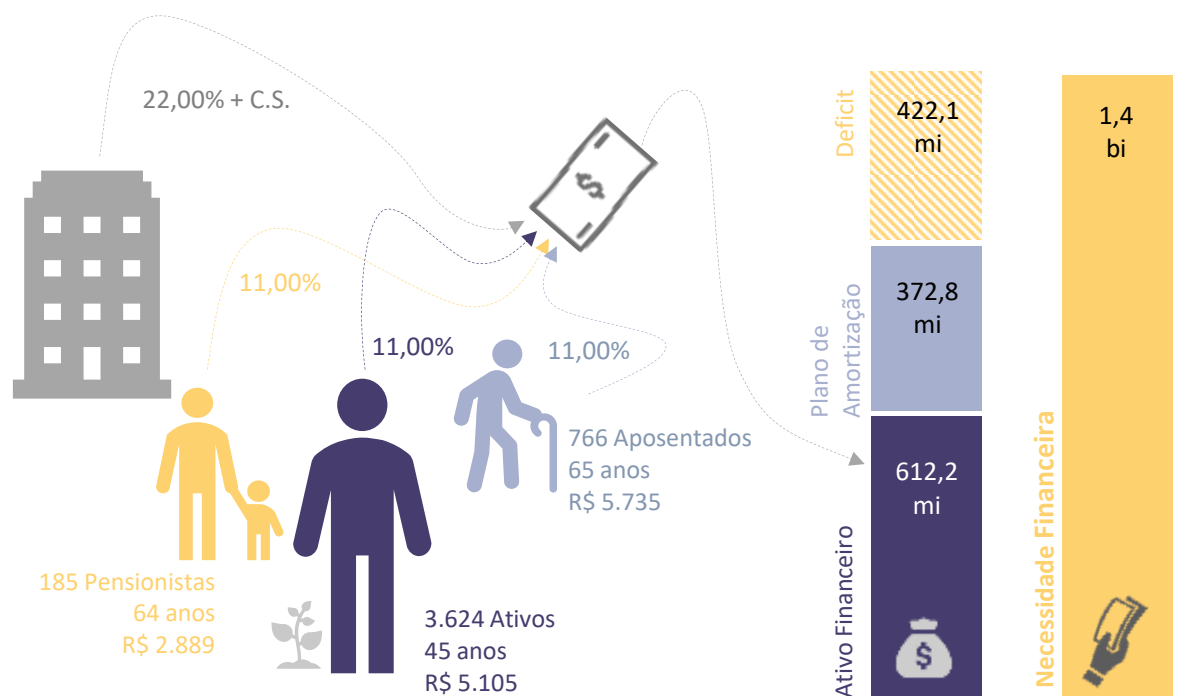 22,00% + C.S.
11,00%
11,00%
11,00%
185 Pensionistas
64 anos
R$ 2.889
3.624 Ativos
45 anos
R$ 5.105
766 Aposentados
65 anos
R$ 5.735
$
Deficit
422,1
mi
Plano de
Amortização
372,8
mi
Ativo Financeiro
612,2
mi
$
Necessidade Financeira
1,4
bi